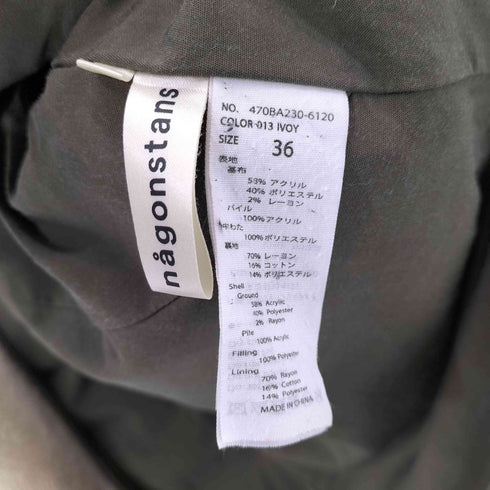 någonstans
NO. 470BA230-6120
COLOR 013 IVOY
SIZE 36
表地
基布
58% アクリル
40% ポリエステル
2% レーヨン
パイル
100% アクリル
中わた
100% ポリエステル
裏地
70% レーヨン
16% コットン
14% ポリエステル
Shell
Ground
58% Acrylic
40% Polyester
2% Rayon
Pile
100% Acrylic
Filling
100% Polyester
Lining
70% Rayon
16% Cotton
14% Polyester
MADE IN CHINA